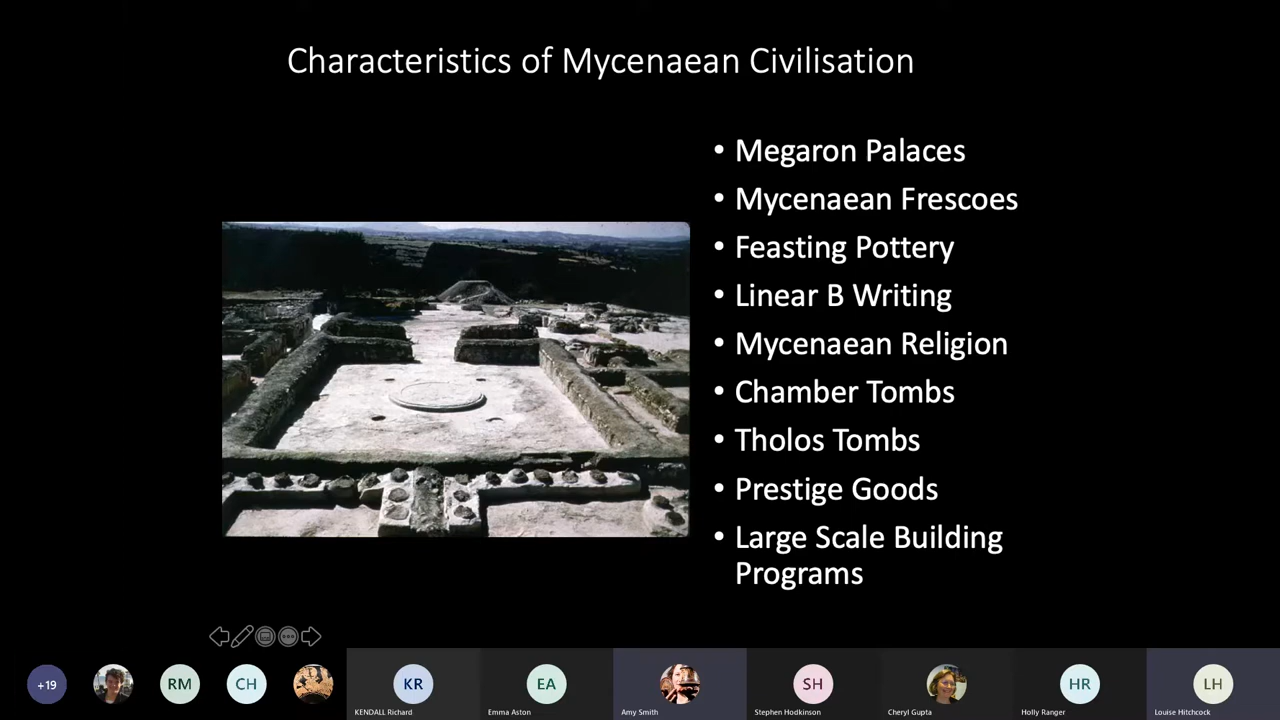 Characteristics of Mycenaean Civilisation
• Megaron Palaces
• Mycenaean Frescoes
• Feasting Pottery
• Linear B Writing
• Mycenaean Religion
• Chamber Tombs
• Tholos Tombs
• Prestige Goods
• Large Scale Building
Programs
+19
RM
CH
KR
EA
SH
HR
LH
KENDALL Richard
Emma Aston
Amy Smith
Stephen Hodkinson
Cheryl Gupta
Holly Ranger
Louise Hitchcock